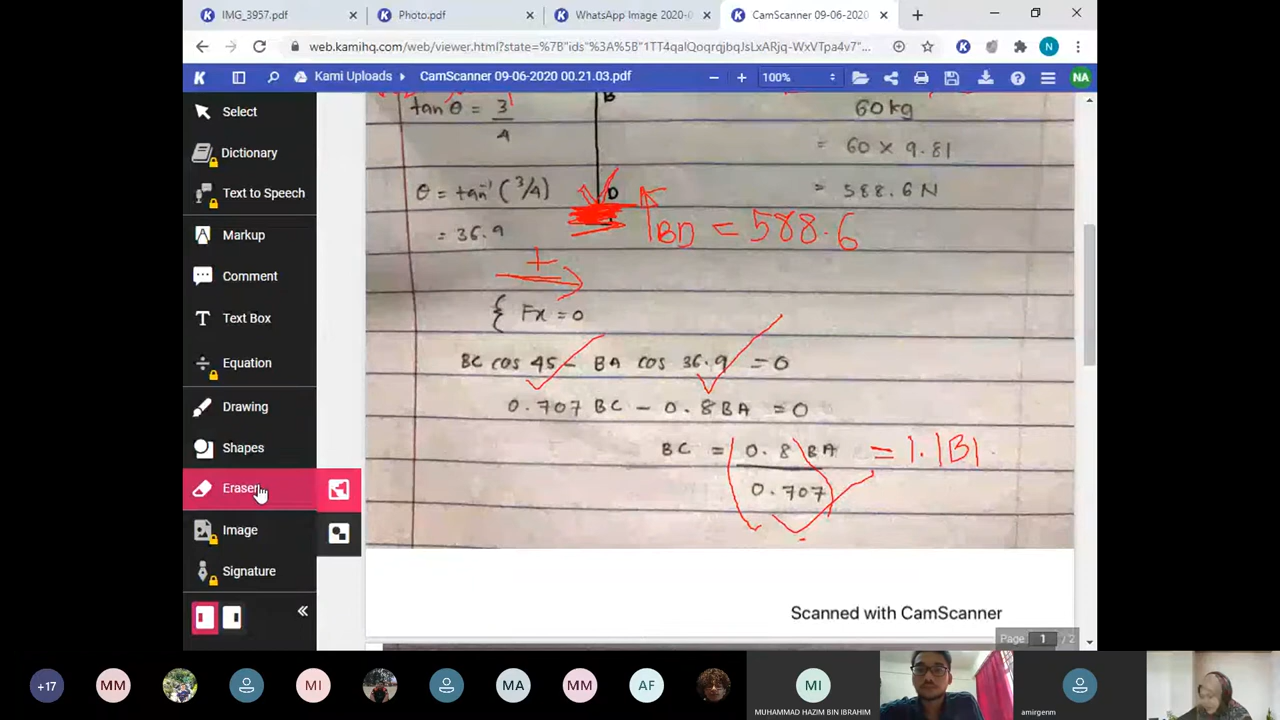 IMG_3957.pdf
Photo.pdf
WhatsApp Image 2020-
CamScanner 09-06-2020
web.kamihq.com/web/viewer.html?state=%7B"ids"%3A%5B"1TT4qalQoqrqjbqJsLxARjq-WxVTpa4v7"...
N
Kami Uploads
CamScanner 09-06-2020 00.21.03.pdf
100%
NA
Select
Dictionary
Text to Speech
Markup
Comment
Text Box
Equation
Drawing
Shapes
Eraser
Image
Signature
tan θ = 3
4
B
60 kg
= 60 × 9.81
θ = tan⁻¹ (3/4)
D
= 588.6 N
= 36.9
BD = 588.6
+
{ Fx = 0
BC cos 45 – BA cos 36.9 = 0
0.707 BC – 0.8 BA = 0
BC = 0.8 BA = 1.1B
0.707
Scanned with CamScanner
Page 1 / 2
+17
MM
MI
MA
MM
AF
MI
MUHAMMAD HAZIM BIN IBRAHIM
amirgenm